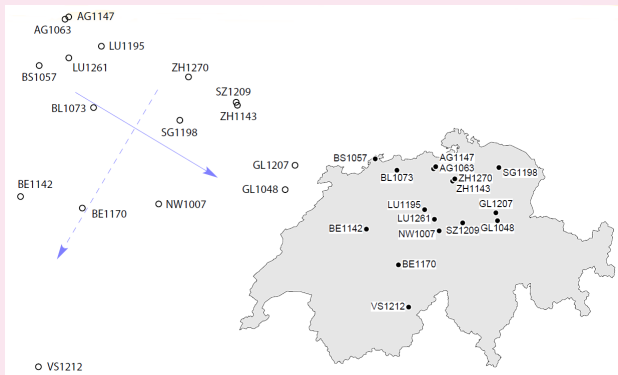 AG1147
AG1063
LU1195
LU1261
BS1057
ZH1270
SZ1209
BL1073
ZH1143
SG1198
GL1207
GL1048
BE1142
BE1170
NW1007
VS1212
BS1057
AG1147
AG1063
BL1073
ZH1270
SG1198
ZH1143
LU1195
GL1207
LU1261
BE1142
NW1007
SZ1209
GL1048
BE1170
VS1212